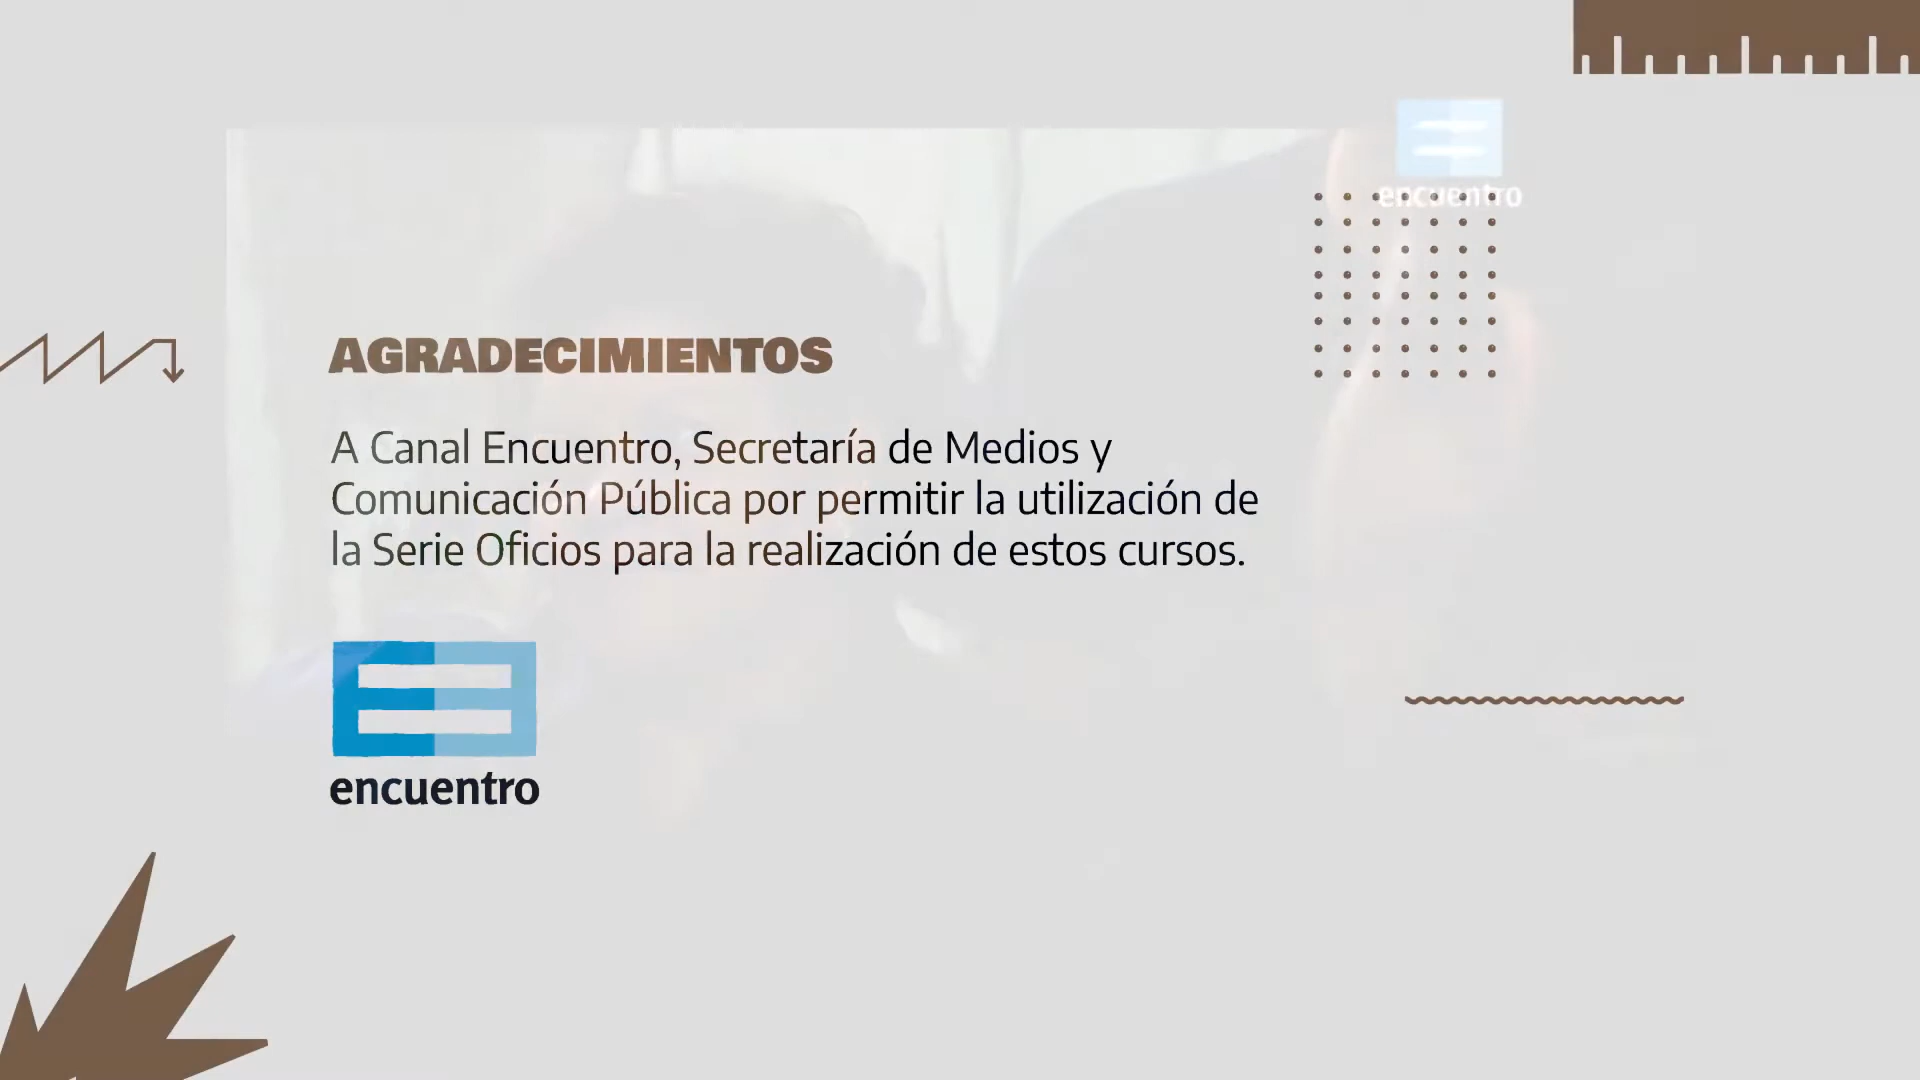 encuentro
AGRADECIMIENTOS
A Canal Encuentro, Secretaría de Medios y
Comunicación Pública por permitir la utilización de
la Serie Oficios para la realización de estos cursos.
encuentro